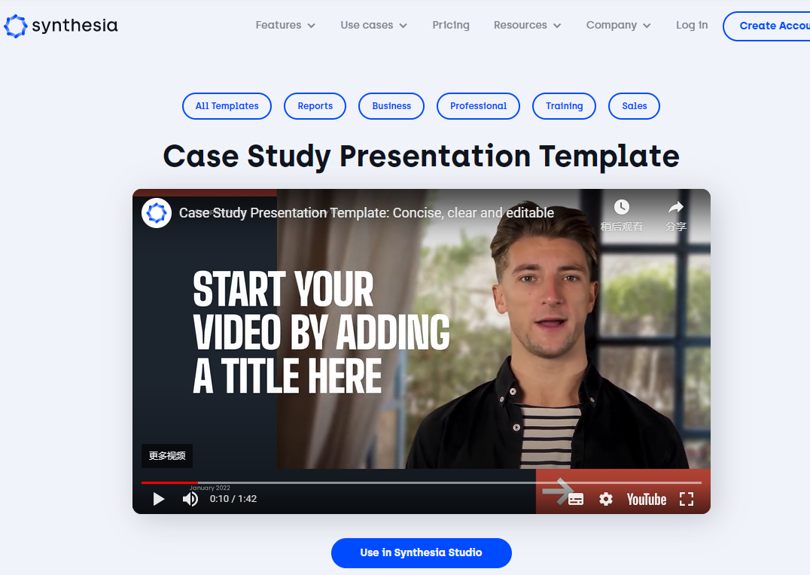 synthesia
Features
Use cases
Pricing
Resources
Company
Log in
Create Accou
All Templates
Reports
Business
Professional
Training
Sales
Case Study Presentation Template
Case Study Presentation Template: Concise, clear and editable
稍后观看
分享
START YOUR
VIDEO BY ADDING
A TITLE HERE
更多视频
January 2022
0:10 / 1:42
YouTube
Use in Synthesia Studio